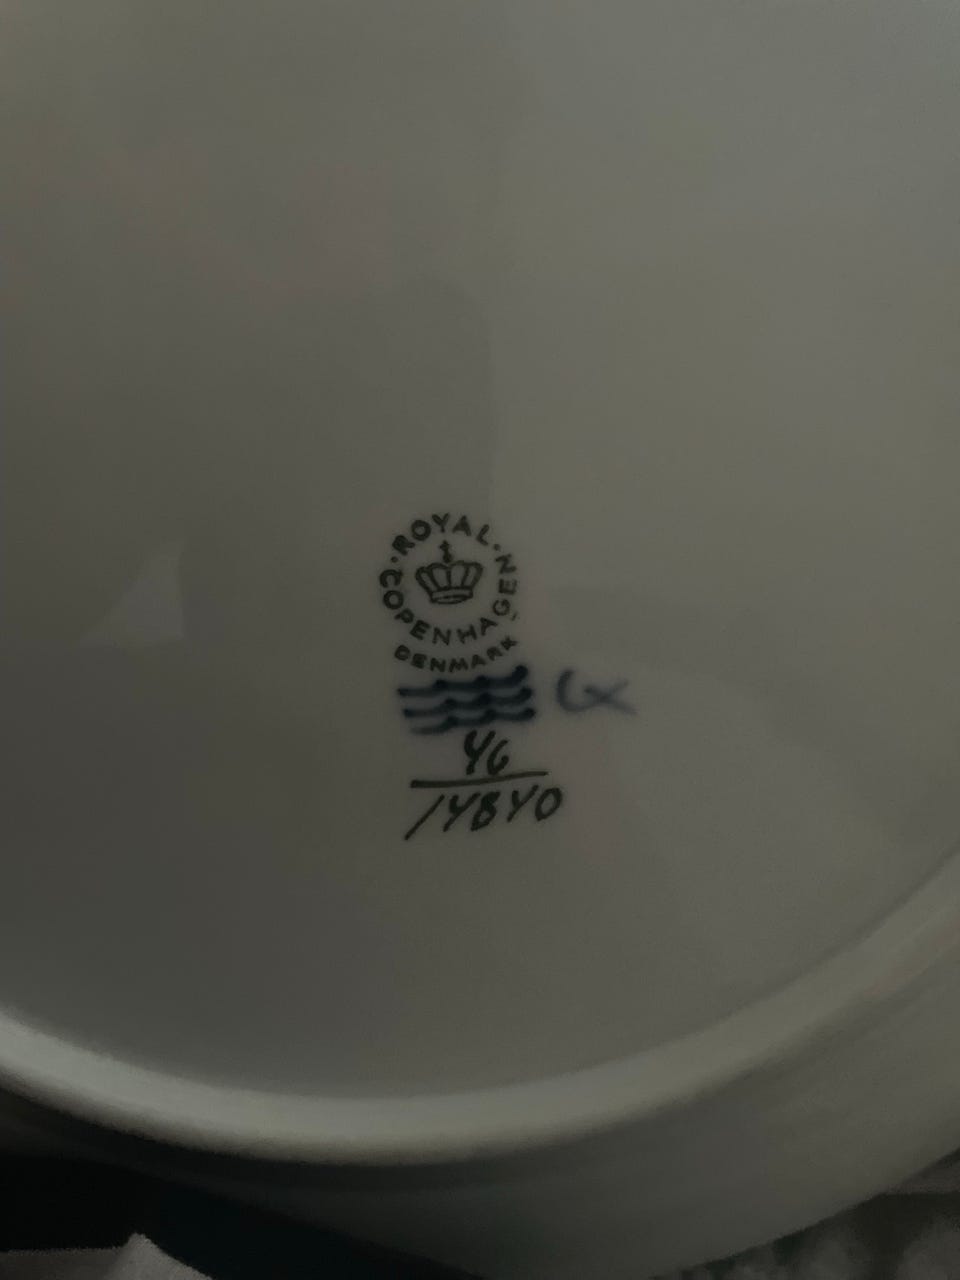 ROYAL
COPENHAGEN
DENMARK
46
14840